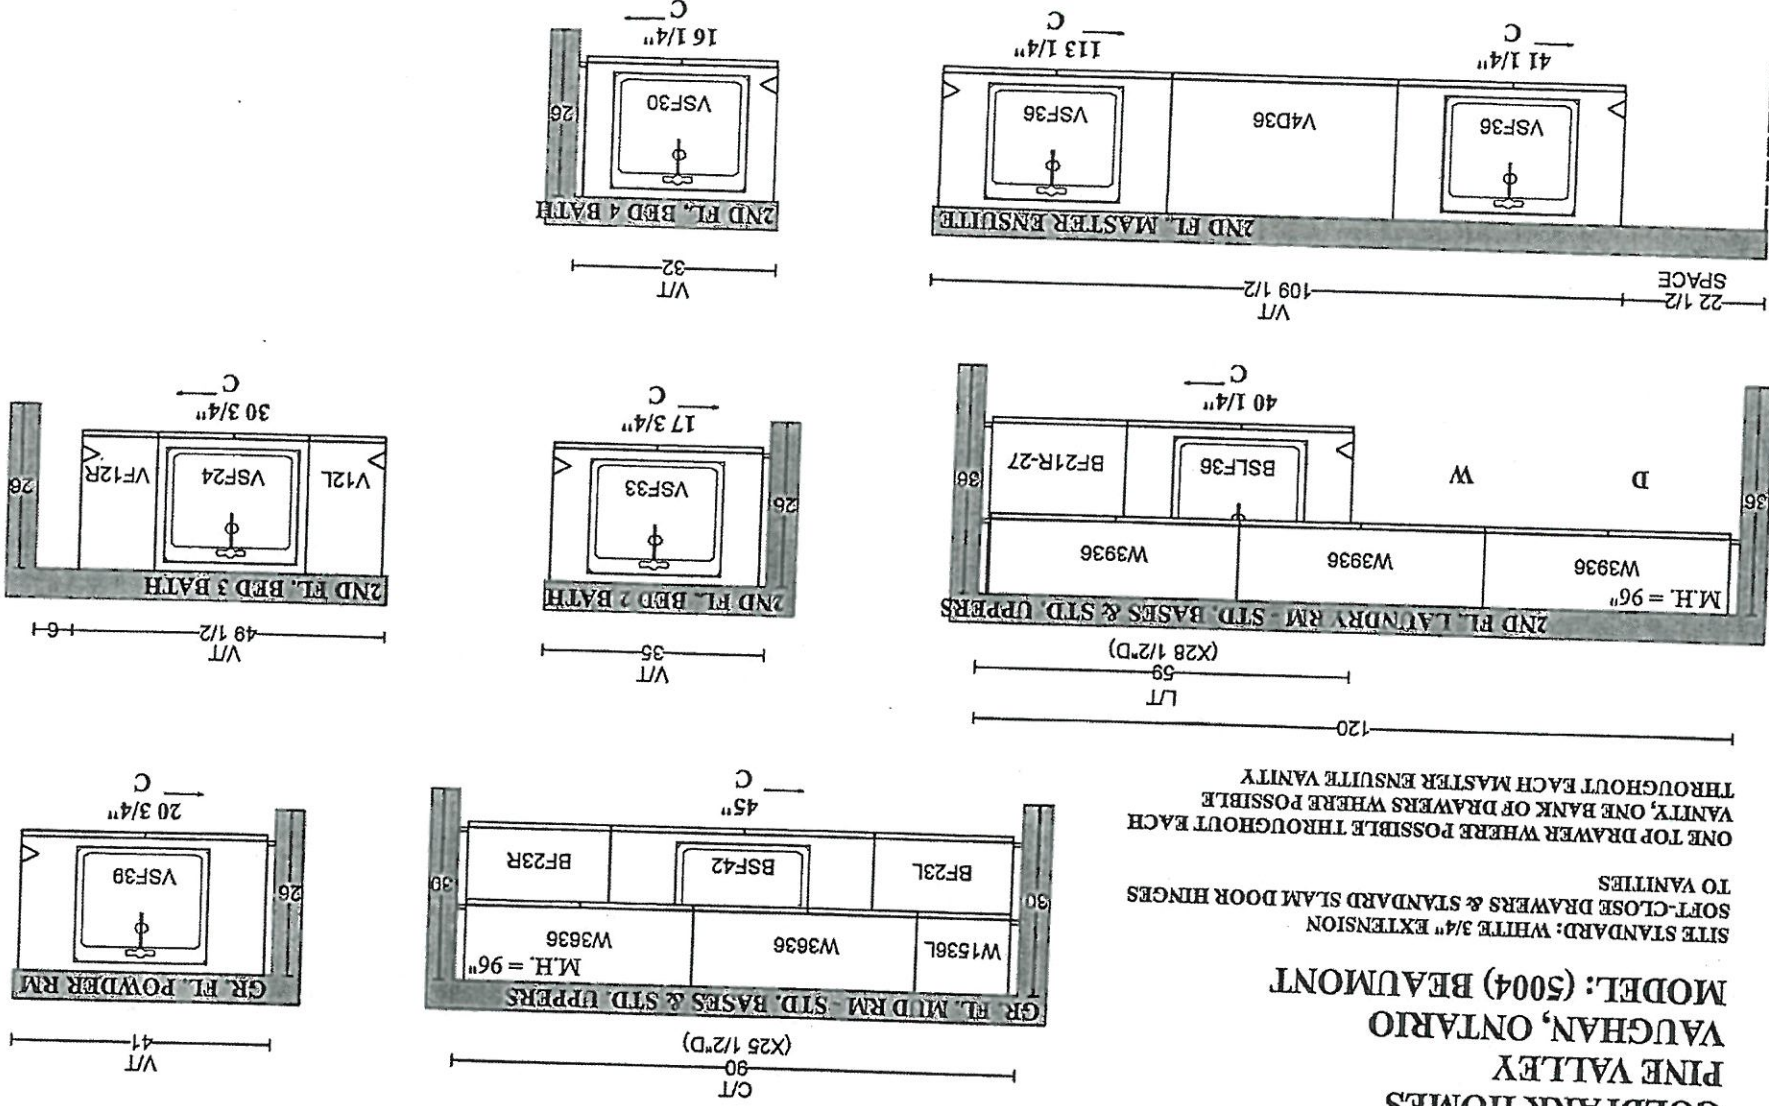 GOLDPARK HOMES
PINE VALLEY
VAUGHAN, ONTARIO
MODEL: (5004) BEAUMONT
SITE STANDARD: WHITE 3/4" EXTENSION
SOFT-CLOSE DRAWERS & STANDARD SLAM DOOR HINGES
TO VANITIES
ONE TOP DRAWER WHERE POSSIBLE THROUGHOUT EACH
VANITY, ONE BANK OF DRAWERS WHERE POSSIBLE
THROUGHOUT EACH MASTER ENSUITE VANITY
C/T
90
(X25 1/2"D)
GR. FL. MUD RM - STD. BASES & STD. UPPERS
M.H. = 96"
W1536L
W3636
W3636
30
30
BF23L
BSF42
BF23R
45"
C
V/T
41
GR. FL. POWDER RM
26
VSF39
20 3/4"
C
120
L/T
59
(X28 1/2"D)
2ND FL. LAUNDRY RM - STD. BASES & STD. UPPERS
M.H. = 96"
W3936
W3936
W3936
36
36
D
W
BSLF36
BF21R-27
40 1/4"
C
V/T
35
2ND FL. BED 2 BATH
26
VSF33
17 3/4"
C
V/T
49 1/2
6
2ND FL. BED 3 BATH
26
V12L
VSF24
VF12R
30 3/4"
C
22 1/2
SPACE
V/T
109 1/2
2ND FL. MASTER ENSUITE
VSF36
V4D36
VSF36
41 1/4"
C
113 1/4"
C
V/T
32
2ND FL. BED 4 BATH
26
VSF30
16 1/4"
C